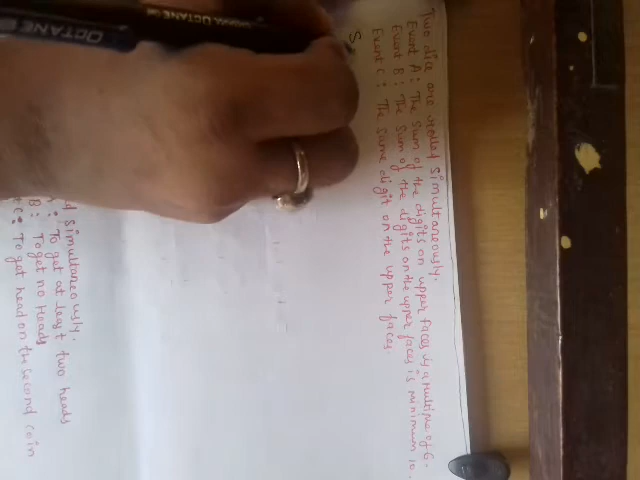 Two dice are rolled simultaneously.
Event A: The sum of the digits on upper faces is a multiple of 6.
Event B: The sum of the digits on the upper faces is minimum 10.
Event C: The same digit on the upper faces.
S
d simultaneously.
: To get at least two heads
B: To get no Heads
C: To get head on the second coin
OCTANE
OCTANE